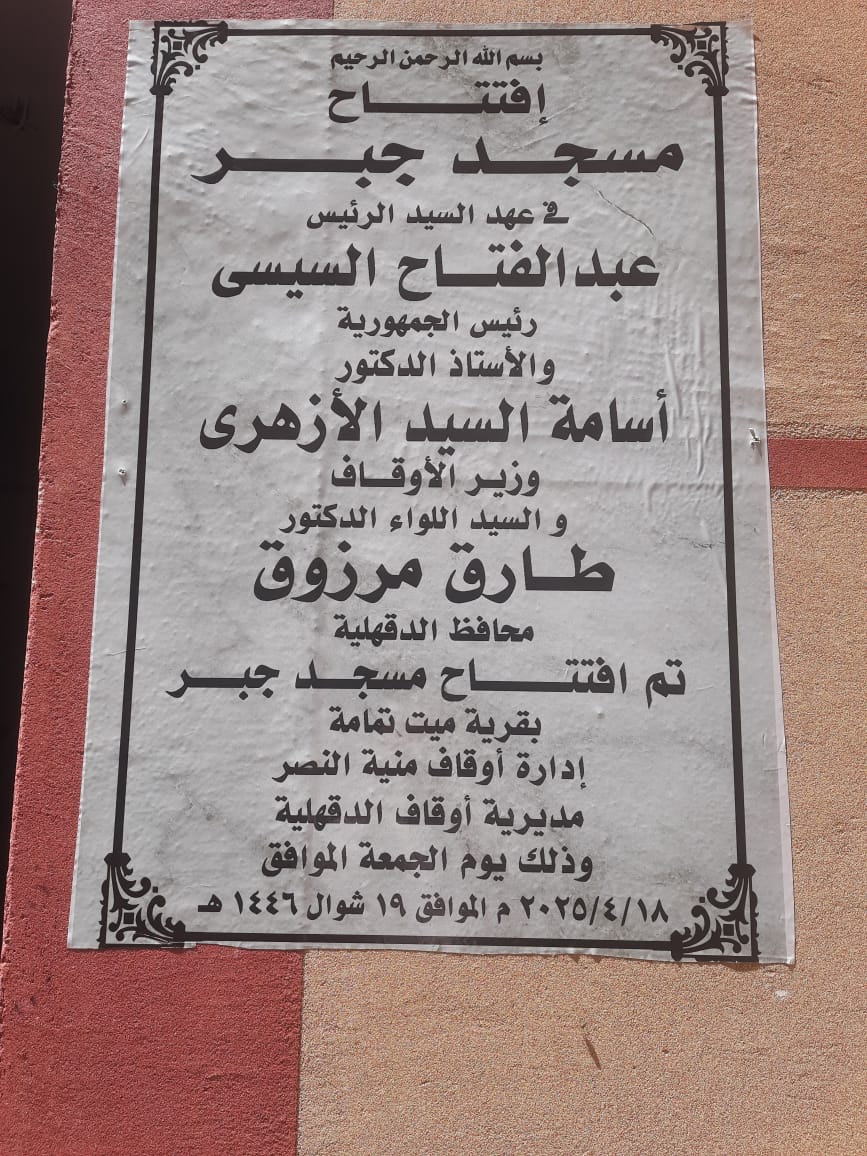 بسم الله الرحمن الرحيم
إفتتاح
مسجد جبر
في عهد السيد الرئيس
عبدالفتاح السيسى
رئيس الجمهورية
والأستاذ الدكتور
أسامة السيد الأزهرى
وزير الأوقاف
و السيد اللواء الدكتور
طارق مرزوق
محافظ الدقهلية
تم افتتاح مسجد جبر
بقرية ميت تمامة
إدارة أوقاف منية النصر
مديرية أوقاف الدقهلية
وذلك يوم الجمعة الموافق
٢٠٢٥/٤/١٨ م الموافق ١٩ شوال ١٤٤٦ هـ